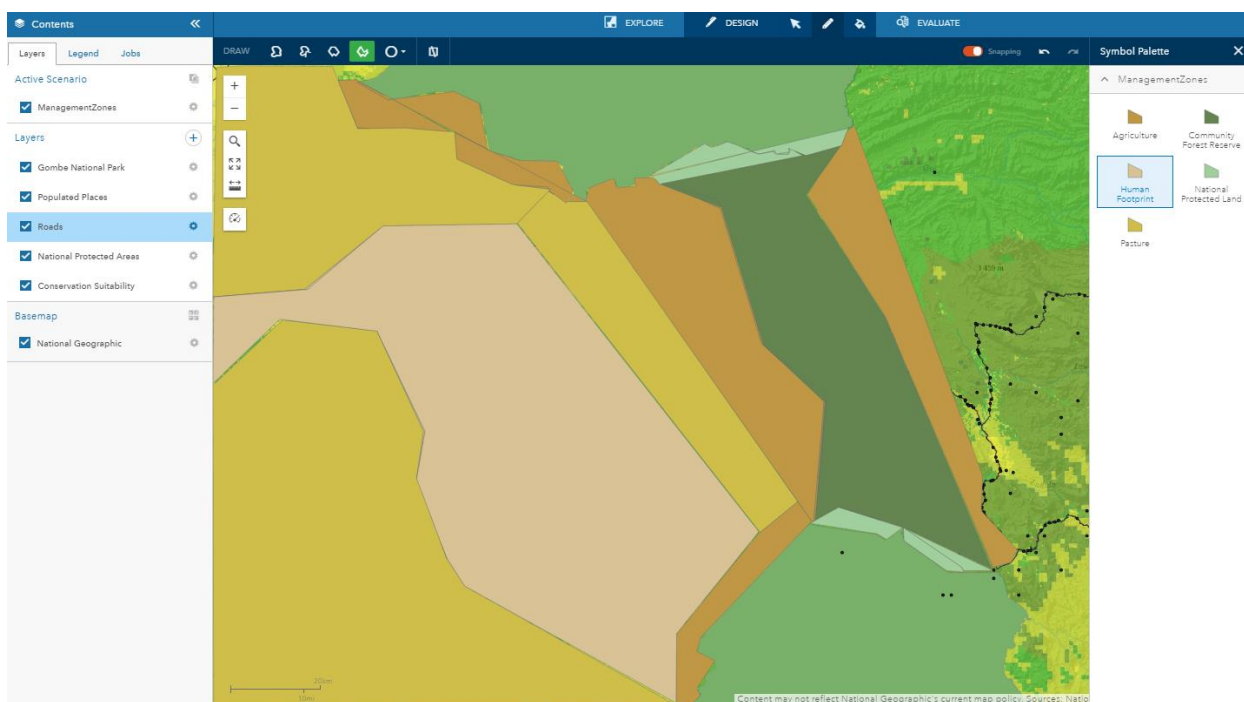 Contents
EXPLORE
DESIGN
EVALUATE
Layers Legend Jobs
DRAW
Snapping
Symbol Palette
Active Scenario
ManagementZones
Layers
Gombe National Park
Populated Places
Roads
National Protected Areas
Conservation Suitability
Basemap
National Geographic
ManagementZones
Agriculture
Community
Forest Reserve
Human
Footprint
National
Protected Land
Pasture
20km
10mi
Content may not reflect National Geographic's current map policy. Sources: Natio